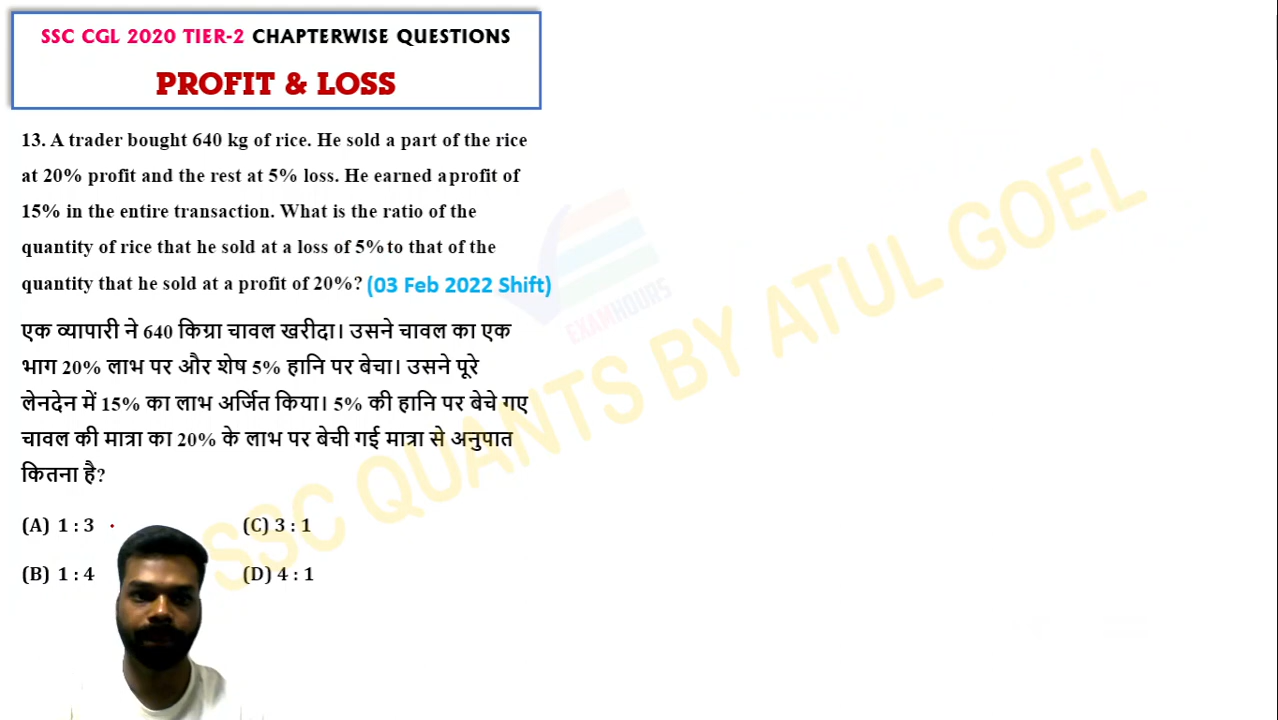 SSC CGL 2020 TIER-2 CHAPTERWISE QUESTIONS
PROFIT & LOSS
13. A trader bought 640 kg of rice. He sold a part of the rice
at 20% profit and the rest at 5% loss. He earned a profit of
15% in the entire transaction. What is the ratio of the
quantity of rice that he sold at a loss of 5% to that of the
quantity that he sold at a profit of 20%? (03 Feb 2022 Shift)
एक व्यापारी ने 640 किग्रा चावल खरीदा। उसने चावल का एक
भाग 20% लाभ पर और शेष 5% हानि पर बेचा। उसने पूरे
लेनदेन में 15% का लाभ अर्जित किया। 5% की हानि पर बेचे गए
चावल की मात्रा का 20% के लाभ पर बेची गई मात्रा से अनुपात
कितना है?
(A) 1 : 3 (C) 3 : 1
(B) 1 : 4 (D) 4 : 1
EXAMHOURS
SSC QUANTS BY ATUL GOEL